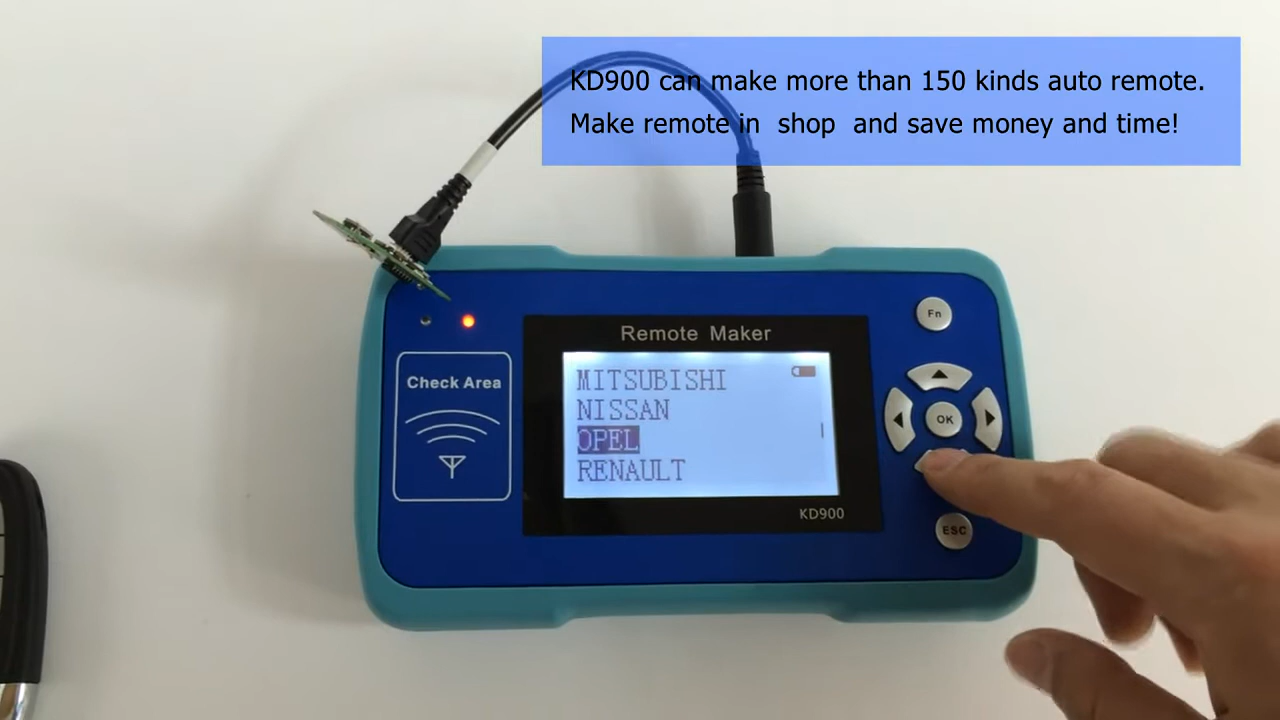 KD900 can make more than 150 kinds auto remote.
Make remote in shop and save money and time!
Fn
Remote Maker
Check Area
MITSUBISHI
NISSAN
OPEL
RENAULT
OK
KD900
ESC